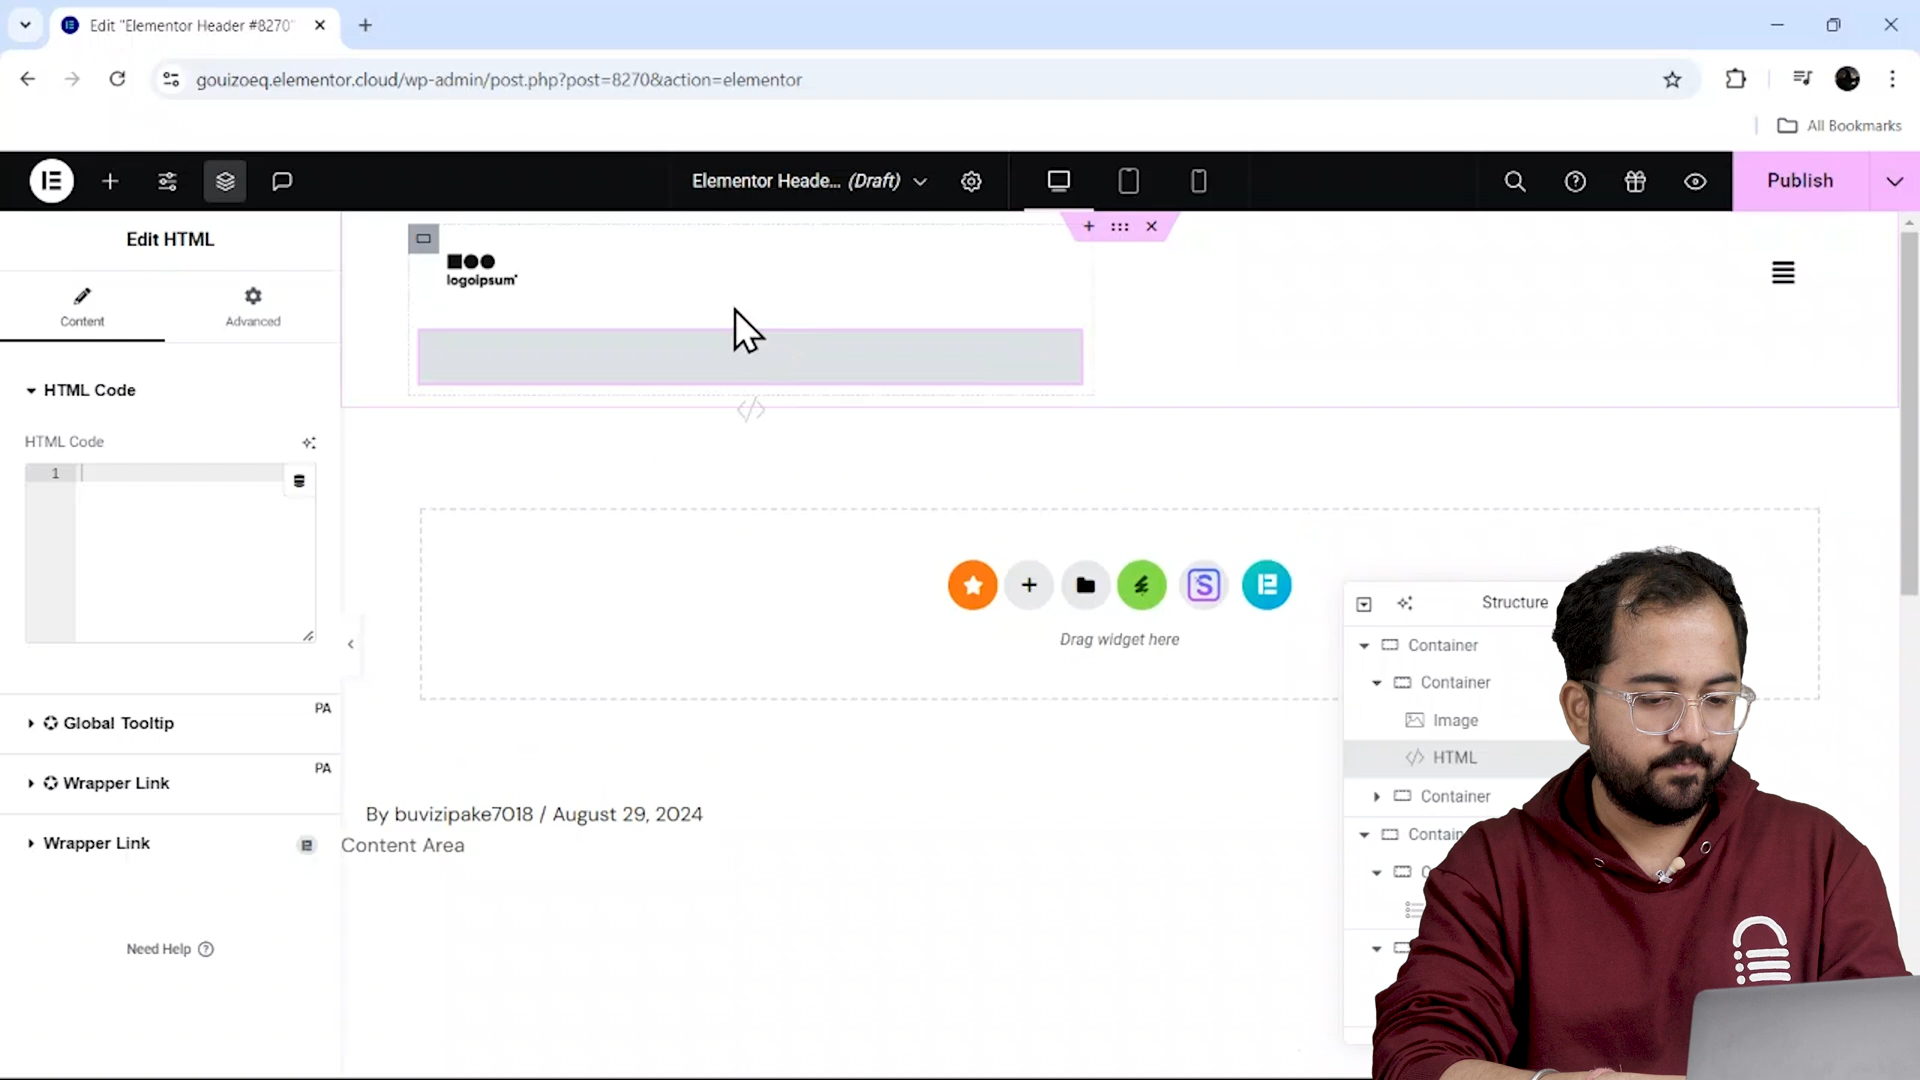 Edit "Elementor Header #8270"
gouizoeq.elementor.cloud/wp-admin/post.php?post=8270&action=elementor
All Bookmarks
Elementor Heade... (Draft)
Publish
Edit HTML
Content
Advanced
HTML Code
HTML Code
1
Global Tooltip
PA
Wrapper Link
PA
Wrapper Link
Need Help
logoipsum
Drag widget here
By buvizipake7018 / August 29, 2024
Content Area
Structure
Container
Container
Image
HTML
Container
Contain
C